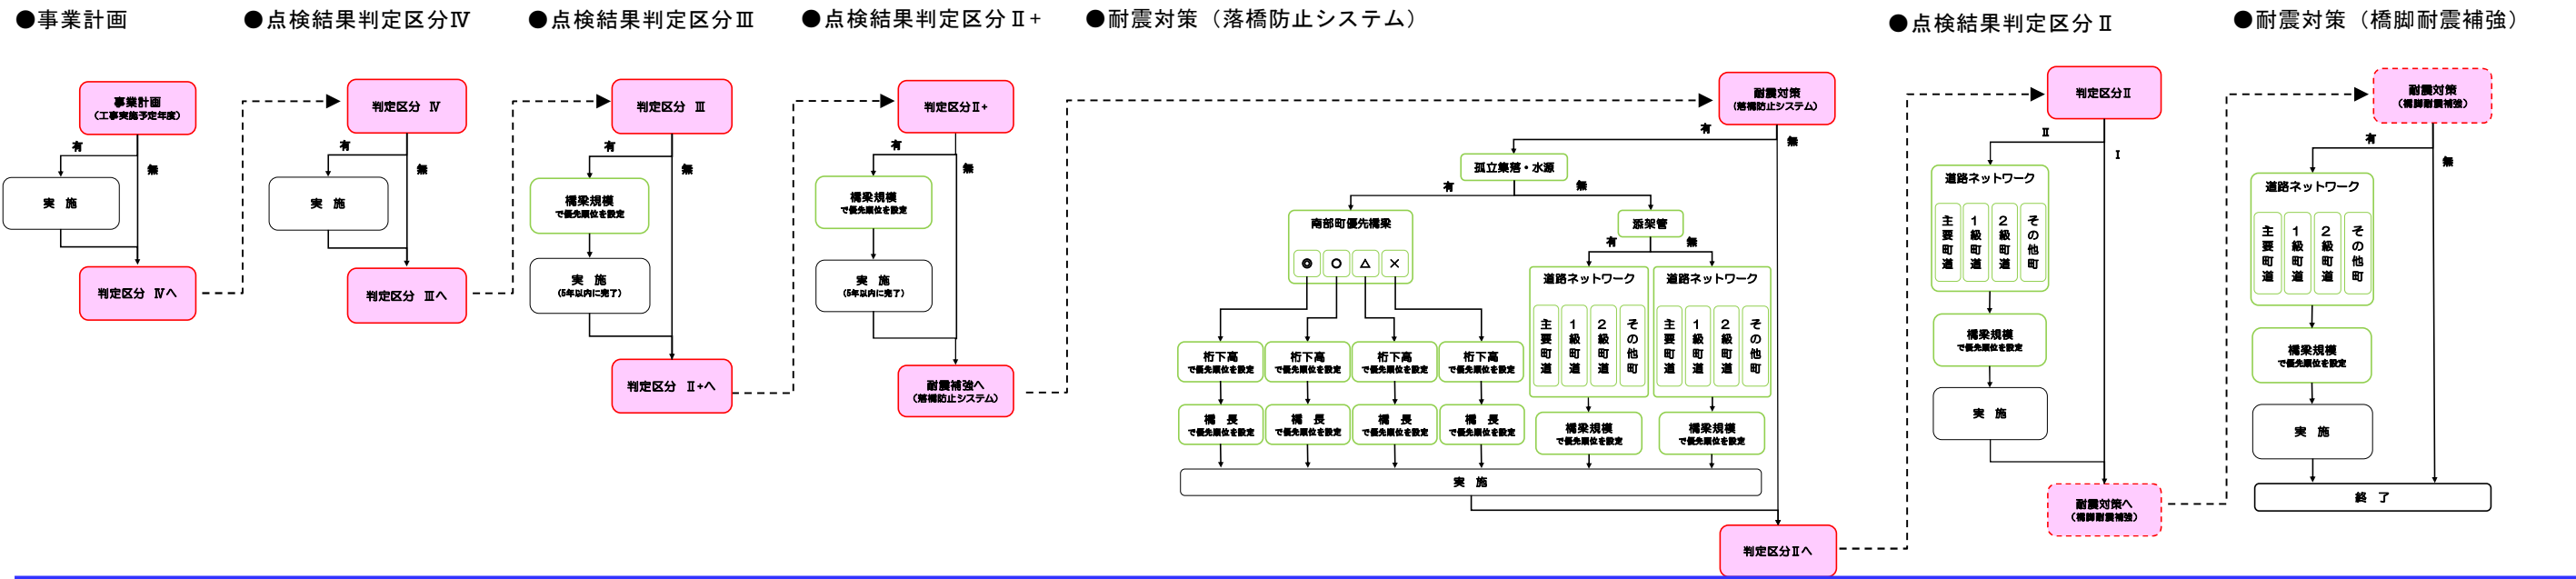 ●事業計画
事業計画
(工事実施予定年度)
有
無
実　施
判定区分　Ⅳへ
●点検結果判定区分Ⅳ
判定区分　Ⅳ
有
無
実　施
判定区分　Ⅲへ
●点検結果判定区分Ⅲ
判定区分　Ⅲ
有
無
橋梁規模
で優先順位を設定
実　施
(5年以内に完了)
判定区分　Ⅱ+へ
●点検結果判定区分Ⅱ+
判定区分Ⅱ+
有
無
橋梁規模
で優先順位を設定
実　施
(5年以内に完了)
耐震補強へ
(落橋防止システム)
●耐震対策（落橋防止システム）
耐震対策
(落橋防止システム)
有
無
孤立集落・水源
有
無
南部町優先橋梁
◎
○
△
×
添架管
有
無
桁下高
で優先順位を設定
桁下高
で優先順位を設定
桁下高
で優先順位を設定
桁下高
で優先順位を設定
橋　長
で優先順位を設定
橋　長
で優先順位を設定
橋　長
で優先順位を設定
橋　長
で優先順位を設定
道路ネットワーク
主要町道
1級町道
2級町道
その他町
橋梁規模
で優先順位を設定
道路ネットワーク
主要町道
1級町道
2級町道
その他町
橋梁規模
で優先順位を設定
実　施
判定区分Ⅱへ
●点検結果判定区分Ⅱ
判定区分Ⅱ
Ⅱ
Ⅰ
道路ネットワーク
主要町道
1級町道
2級町道
その他町
橋梁規模
で優先順位を設定
実　施
耐震対策へ
(橋脚耐震補強)
●耐震対策（橋脚耐震補強）
耐震対策
(橋脚耐震補強)
有
無
道路ネットワーク
主要町道
1級町道
2級町道
その他町
橋梁規模
で優先順位を設定
実　施
終　了